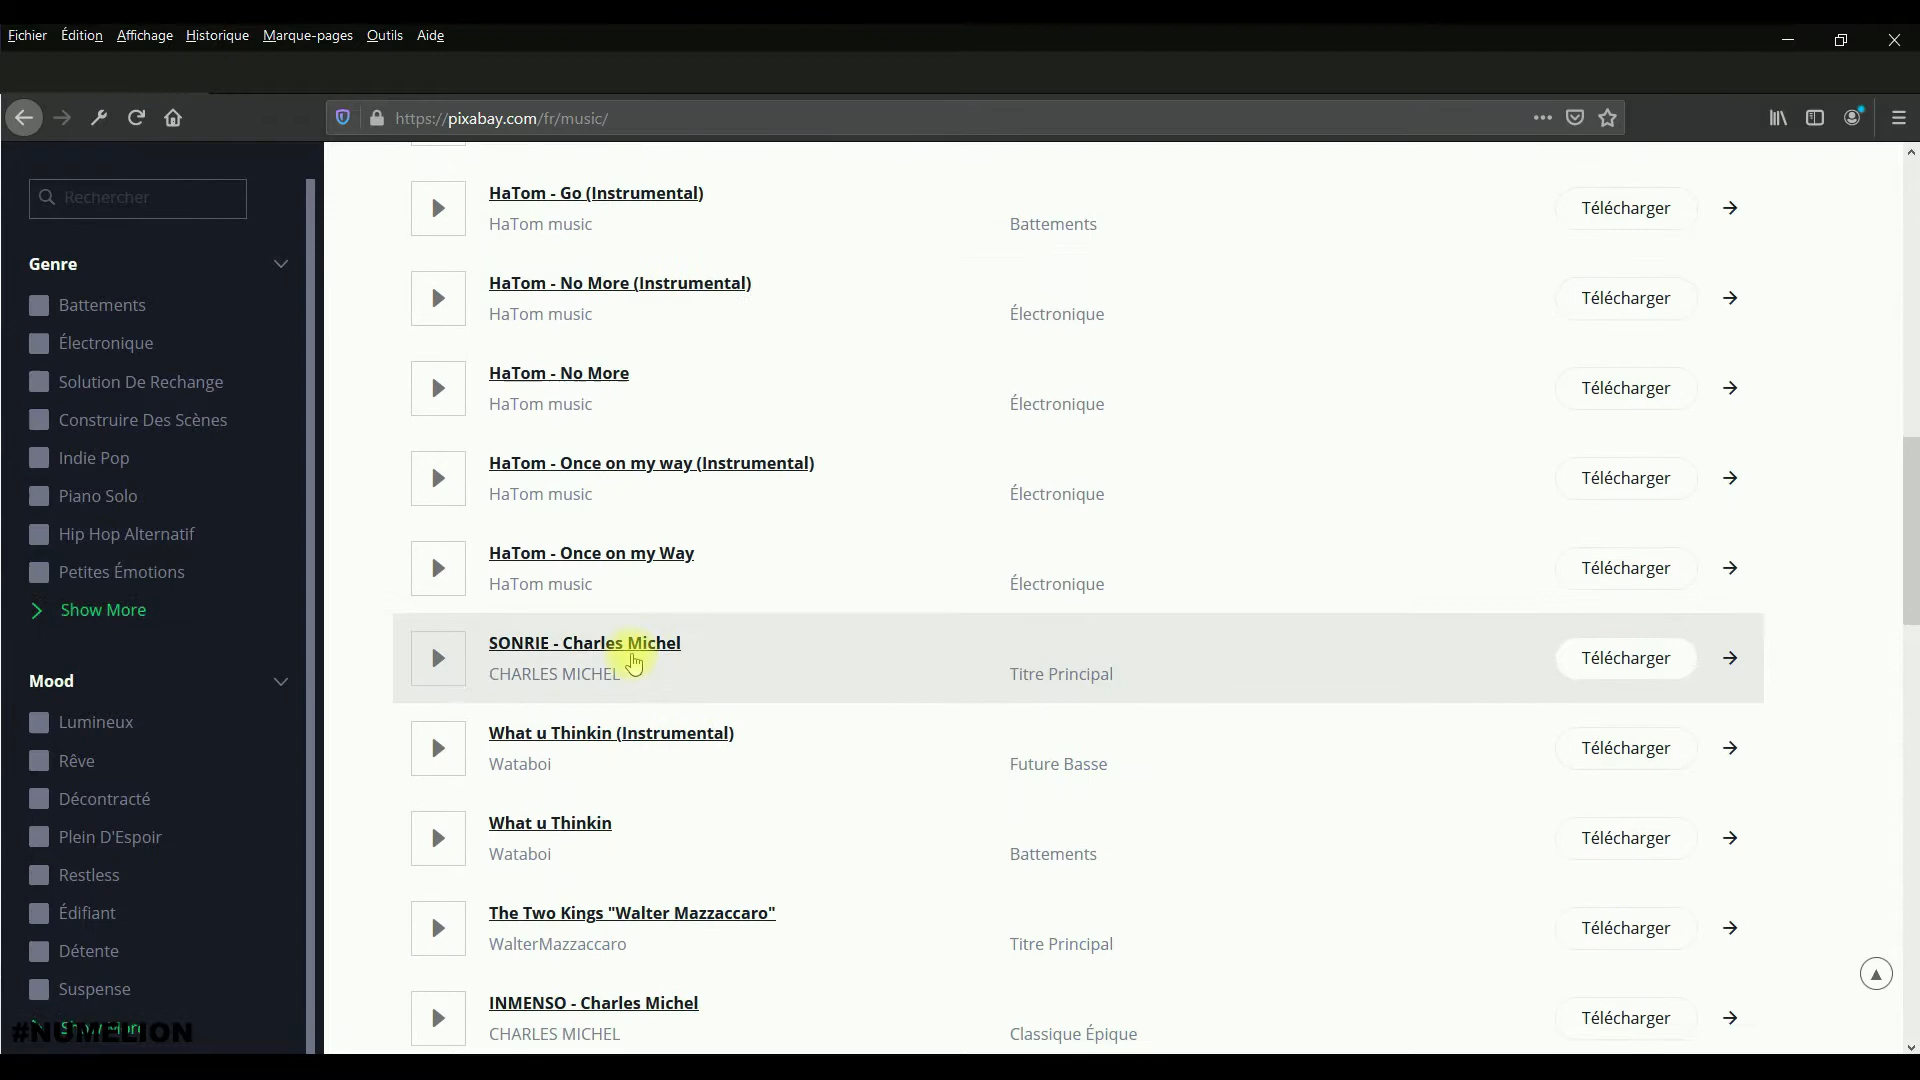 Fichier Édition Affichage Historique Marque-pages Outils Aide
https://pixabay.com/fr/music/
Rechercher
Genre
Battements
Électronique
Solution De Rechange
Construire Des Scènes
Indie Pop
Piano Solo
Hip Hop Alternatif
Petites Émotions
Show More
Mood
Lumineux
Rêve
Décontracté
Plein D'Espoir
Restless
Édifiant
Détente
Suspense
Show More
#NUMELION
HaTom - Go (Instrumental)
HaTom music Battements Télécharger
HaTom - No More (Instrumental)
HaTom music Électronique Télécharger
HaTom - No More
HaTom music Électronique Télécharger
HaTom - Once on my way (Instrumental)
HaTom music Électronique Télécharger
HaTom - Once on my Way
HaTom music Électronique Télécharger
SONRIE - Charles Michel
CHARLES MICHEL Titre Principal Télécharger
What u Thinkin (Instrumental)
Wataboi Future Basse Télécharger
What u Thinkin
Wataboi Battements Télécharger
The Two Kings "Walter Mazzaccaro"
WalterMazzaccaro Titre Principal Télécharger
INMENSO - Charles Michel
CHARLES MICHEL Classique Épique Télécharger